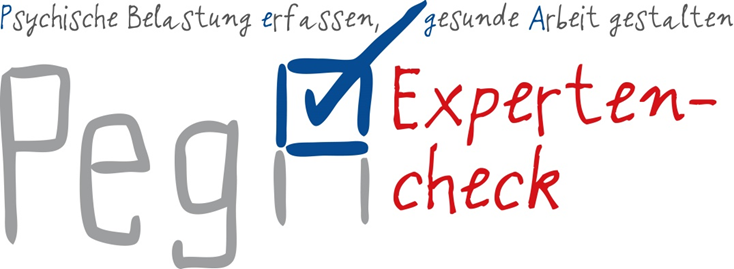 Psychische Belastung erfassen, gesunde Arbeit gestalten
PegA Experten-
check